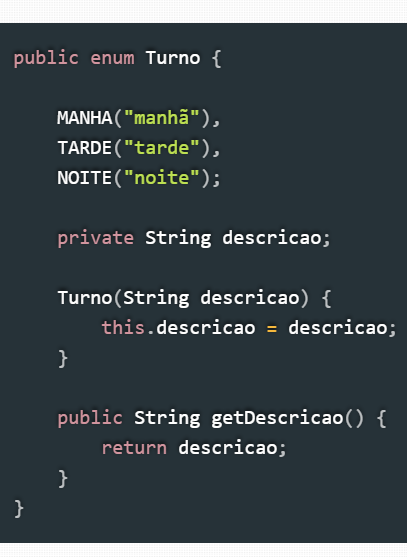 public enum Turno {
MANHA("manhã"),
TARDE("tarde"),
NOITE("noite");
private String descricao;
Turno(String descricao) {
this.descricao = descricao;
}
public String getDescricao() {
return descricao;
}
}